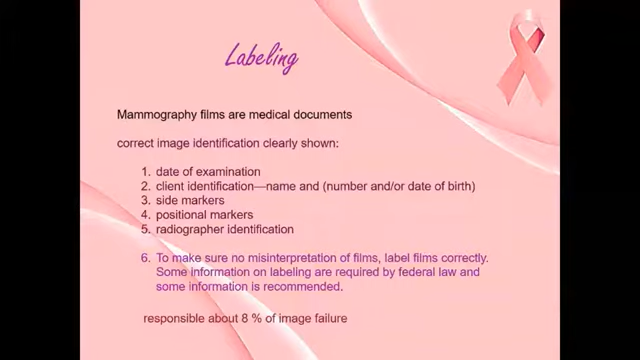 Labeling
Mammography films are medical documents
correct image identification clearly shown:
1. date of examination
2. client identification—name and (number and/or date of birth)
3. side markers
4. positional markers
5. radiographer identification
6. To make sure no misinterpretation of films, label films correctly.
Some information on labeling are required by federal law and
some information is recommended.
responsible about 8 % of image failure